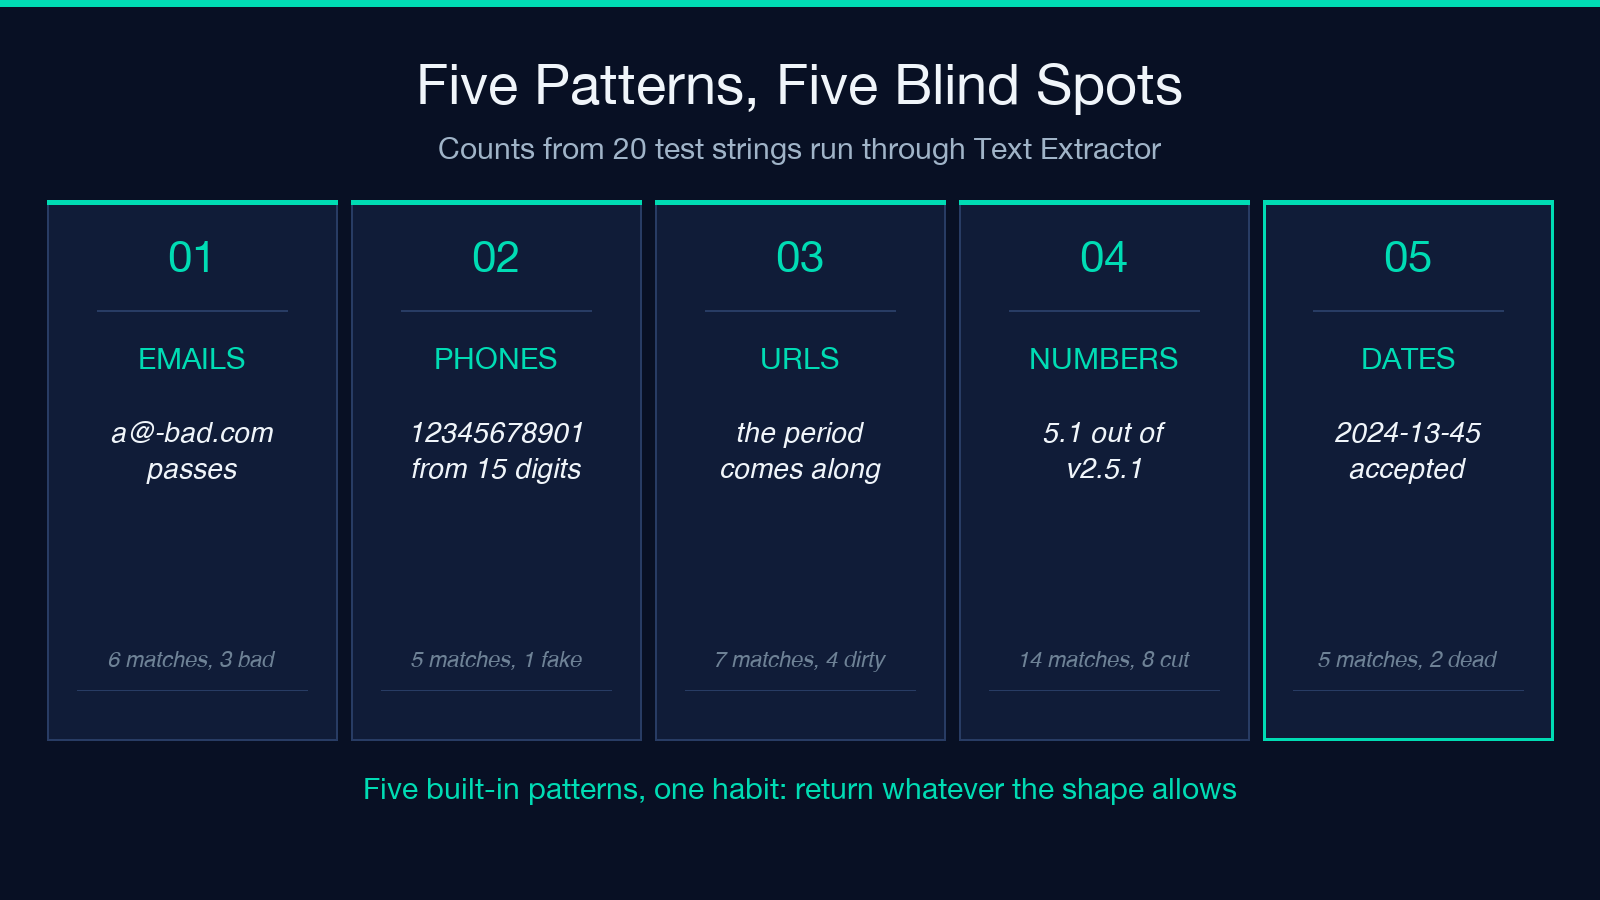 Five Patterns, Five Blind Spots
Counts from 20 test strings run through Text Extractor
01
EMAILS
a@-bad.com
passes
6 matches, 3 bad
02
PHONES
12345678901
from 15 digits
5 matches, 1 fake
03
URLS
the period
comes along
7 matches, 4 dirty
04
NUMBERS
5.1 out of
v2.5.1
14 matches, 8 cut
05
DATES
2024-13-45
accepted
5 matches, 2 dead
Five built-in patterns, one habit: return whatever the shape allows